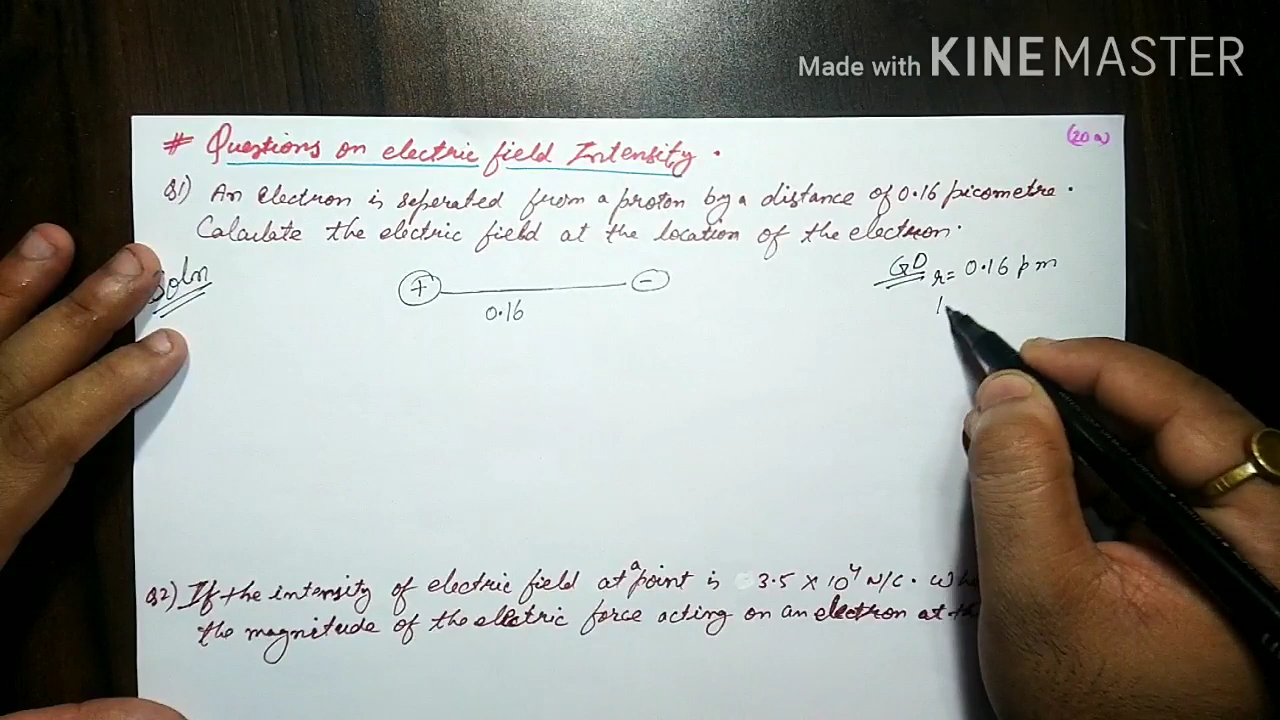 Made with KINEMASTER
(20a)
# Questions on electric field Intensity.
Q1) An electron is seperated from a proton by a distance of 0.16 picometre.
Calculate the electric field at the location of the electron.
Soln
GD r= 0.16 pm
+ −
0.16
Q2) If the intensity of electric field at a point is 3.5 × 10⁴ N/C.
the magnitude of the electric force acting on an electron at